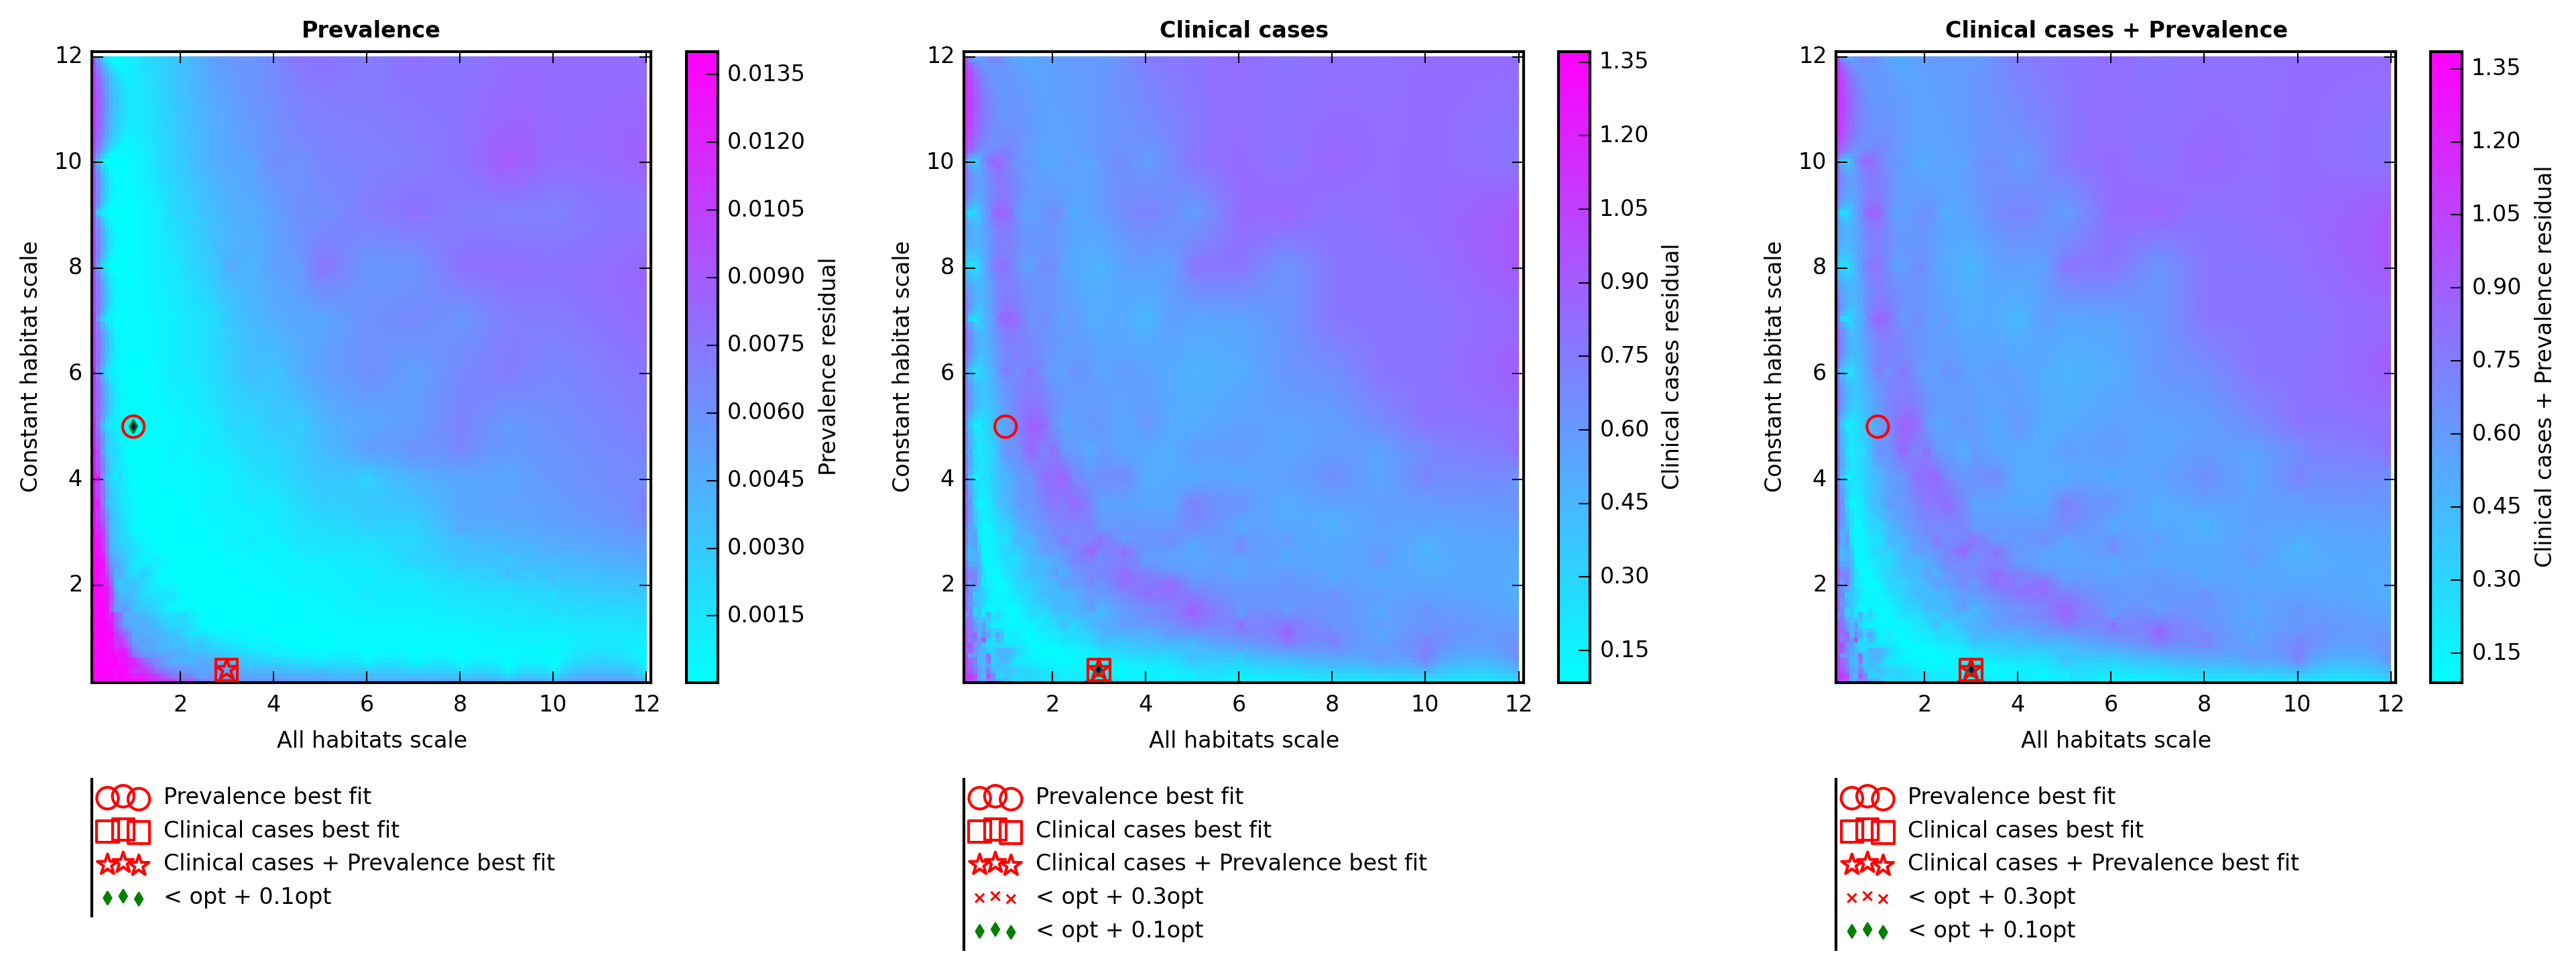 Prevalence
Constant habitat scale
12
10
8
6
4
2
2 4 6 8 10 12
All habitats scale
0.0135
0.0120
0.0105
0.0090
0.0075
0.0060
0.0045
0.0030
0.0015
Prevalence residual
Prevalence best fit
Clinical cases best fit
Clinical cases + Prevalence best fit
< opt + 0.1opt
Clinical cases
Constant habitat scale
12
10
8
6
4
2
2 4 6 8 10 12
All habitats scale
1.35
1.20
1.05
0.90
0.75
0.60
0.45
0.30
0.15
Clinical cases residual
Prevalence best fit
Clinical cases best fit
Clinical cases + Prevalence best fit
< opt + 0.3opt
< opt + 0.1opt
Clinical cases + Prevalence
Constant habitat scale
12
10
8
6
4
2
2 4 6 8 10 12
All habitats scale
1.35
1.20
1.05
0.90
0.75
0.60
0.45
0.30
0.15
Clinical cases + Prevalence residual
Prevalence best fit
Clinical cases best fit
Clinical cases + Prevalence best fit
< opt + 0.3opt
< opt + 0.1opt